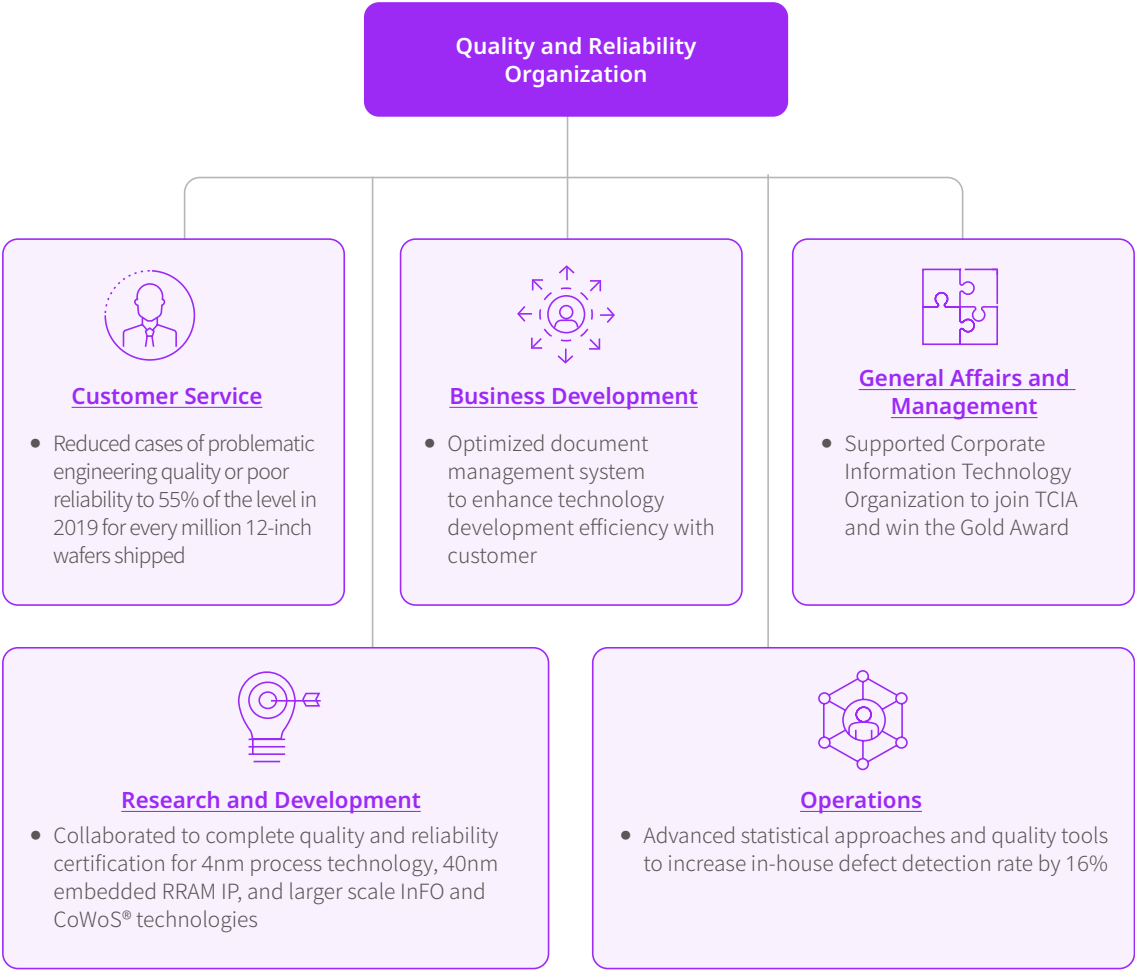 Quality and Reliability
Organization
Customer Service
● Reduced cases of problematic
engineering quality or poor
reliability to 55% of the level in
2019 for every million 12-inch
wafers shipped
Business Development
● Optimized document
management system
to enhance technology
development efficiency with
customer
General Affairs and
Management
● Supported Corporate
Information Technology
Organization to join TCIA
and win the Gold Award
Research and Development
● Collaborated to complete quality and reliability
certification for 4nm process technology, 40nm
embedded RRAM IP, and larger scale InFO and
CoWoS® technologies
Operations
● Advanced statistical approaches and quality tools
to increase in-house defect detection rate by 16%